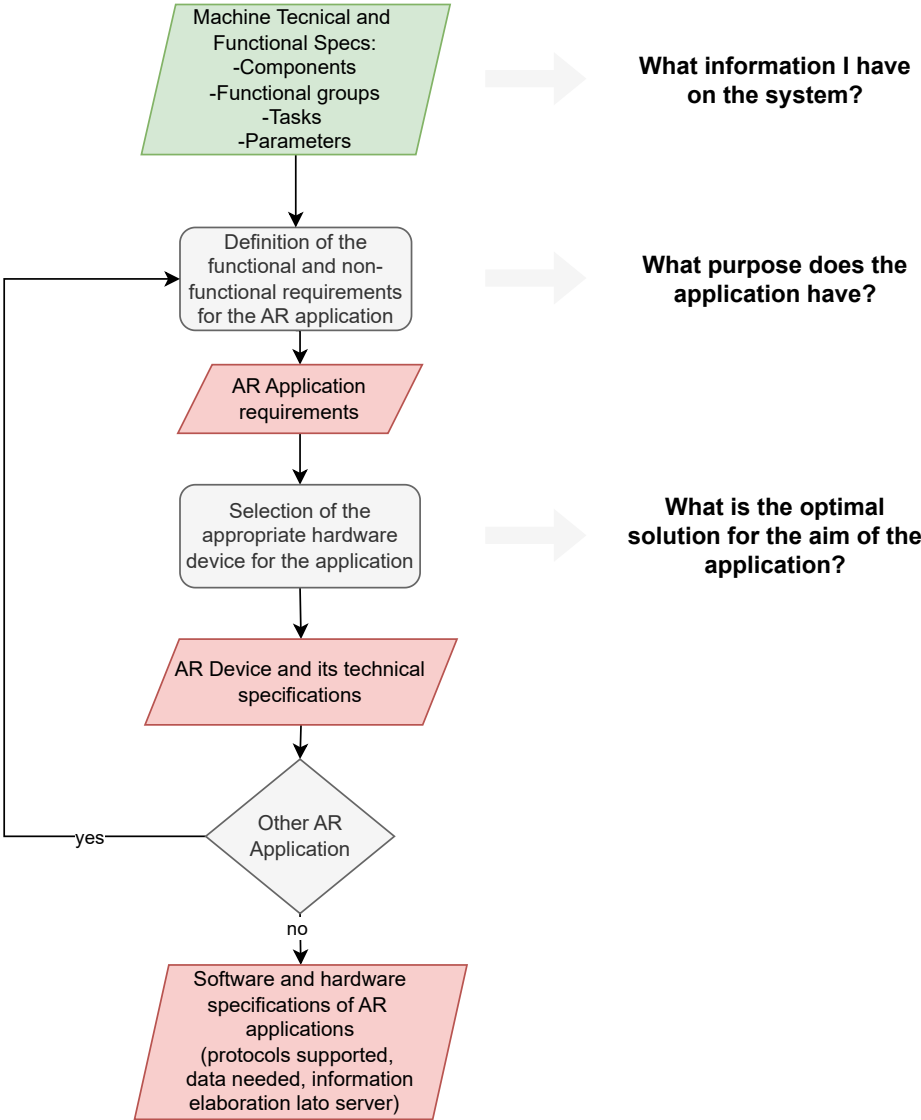 Machine Tecnical and
Functional Specs:
-Components
-Functional groups
-Tasks
-Parameters
What information I have
on the system?
Definition of the
functional and non-
functional requirements
for the AR application
What purpose does the
application have?
AR Application
requirements
Selection of the
appropriate hardware
device for the application
What is the optimal
solution for the aim of the
application?
AR Device and its technical
specifications
Other AR
Application
yes
no
Software and hardware
specifications of AR
applications
(protocols supported,
data needed, information
elaboration lato server)